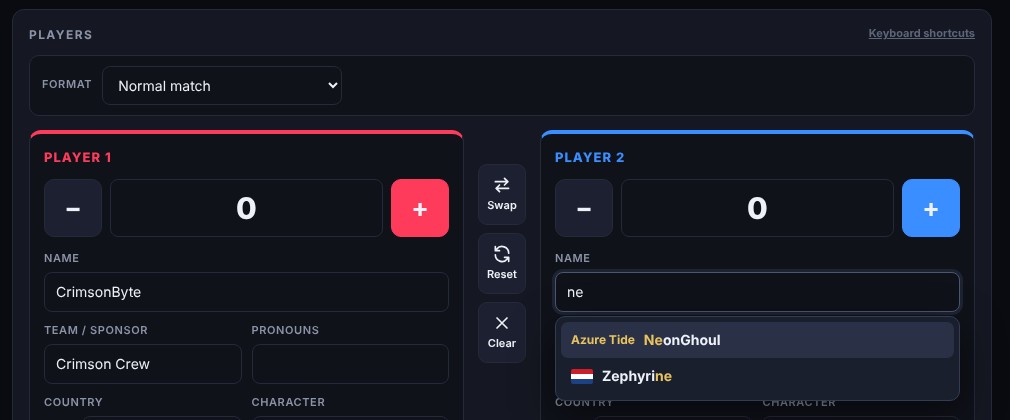 PLAYERS
Keyboard shortcuts
FORMAT
Normal match
PLAYER 1
−
0
+
NAME
CrimsonByte
TEAM / SPONSOR
PRONOUNS
Crimson Crew
COUNTRY
CHARACTER
Swap
Reset
Clear
PLAYER 2
−
0
+
NAME
ne
Azure Tide NeonGhoul
Zephyrine
COUNTRY
CHARACTER